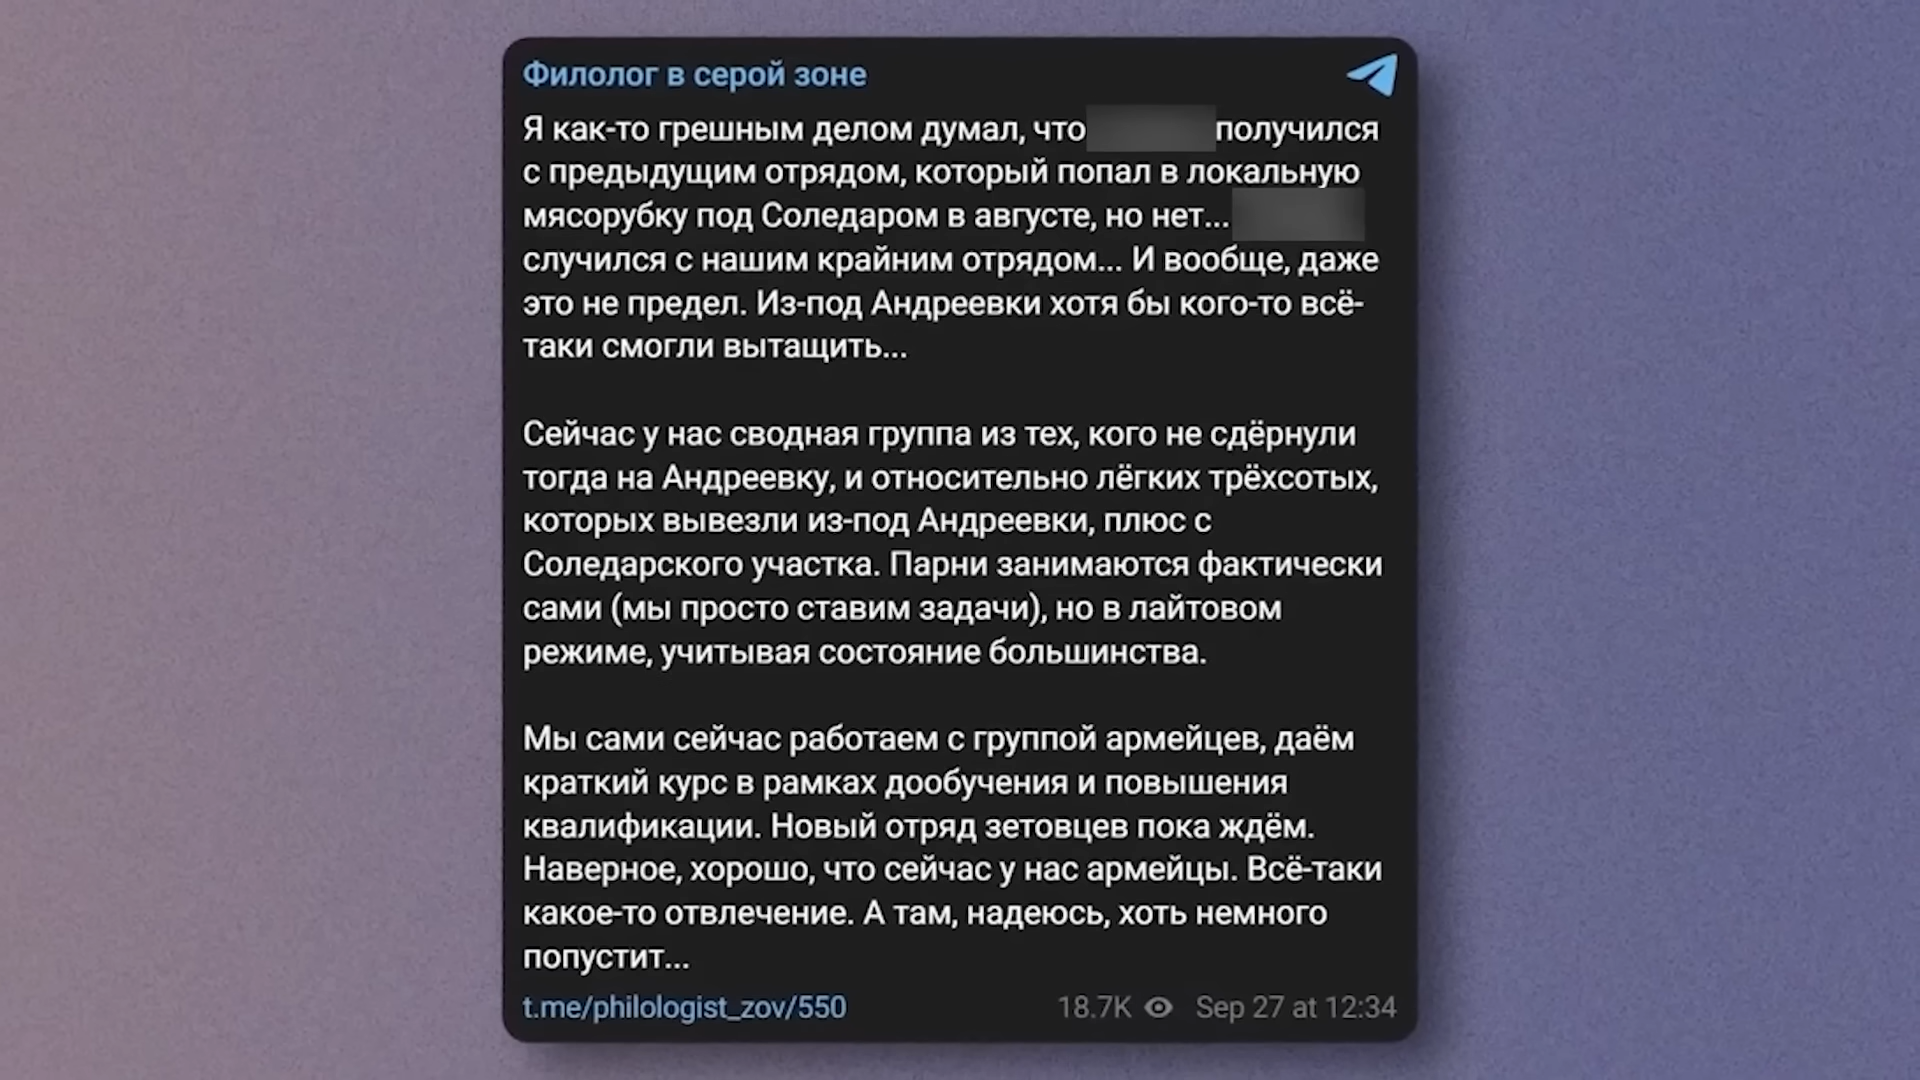 Филолог в серой зоне
Я как-то грешным делом думал, что получился
с предыдущим отрядом, который попал в локальную
мясорубку под Соледаром в августе, но нет...
случился с нашим крайним отрядом... И вообще, даже
это не предел. Из-под Андреевки хотя бы кого-то всё-
таки смогли вытащить...
Сейчас у нас сводная группа из тех, кого не сдёрнули
тогда на Андреевку, и относительно лёгких трёхсотых,
которых вывезли из-под Андреевки, плюс с
Соледарского участка. Парни занимаются фактически
сами (мы просто ставим задачи), но в лайтовом
режиме, учитывая состояние большинства.
Мы сами сейчас работаем с группой армейцев, даём
краткий курс в рамках дообучения и повышения
квалификации. Новый отряд зетовцев пока ждём.
Наверное, хорошо, что сейчас у нас армейцы. Всё-таки
какое-то отвлечение. А там, надеюсь, хоть немного
попустит...
t.me/philologist_zov/550 18.7K Sep 27 at 12:34